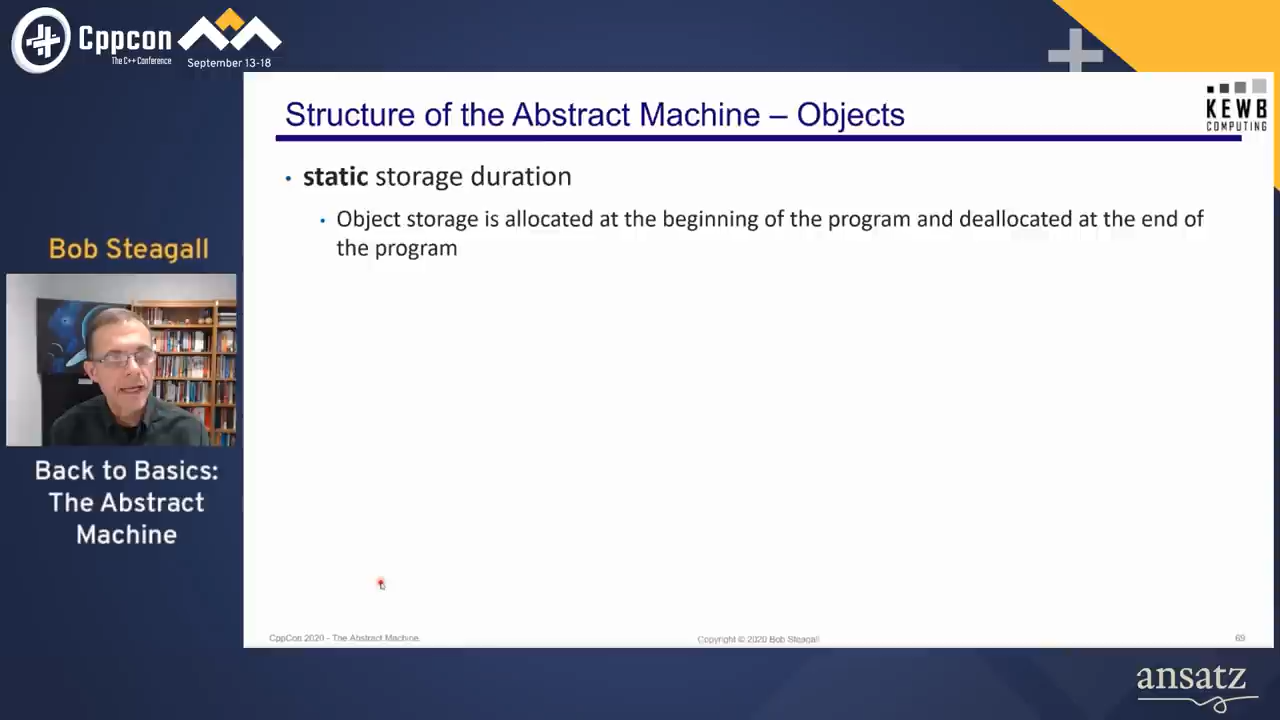 Cppcon
The C++ Conference
September 13-18
Structure of the Abstract Machine – Objects
KEWB
COMPUTING
• static storage duration
• Object storage is allocated at the beginning of the program and deallocated at the end of
the program
Bob Steagall
Back to Basics:
The Abstract
Machine
CppCon 2020 - The Abstract Machine.
Copyright © 2020 Bob Steagall
69
ansatz